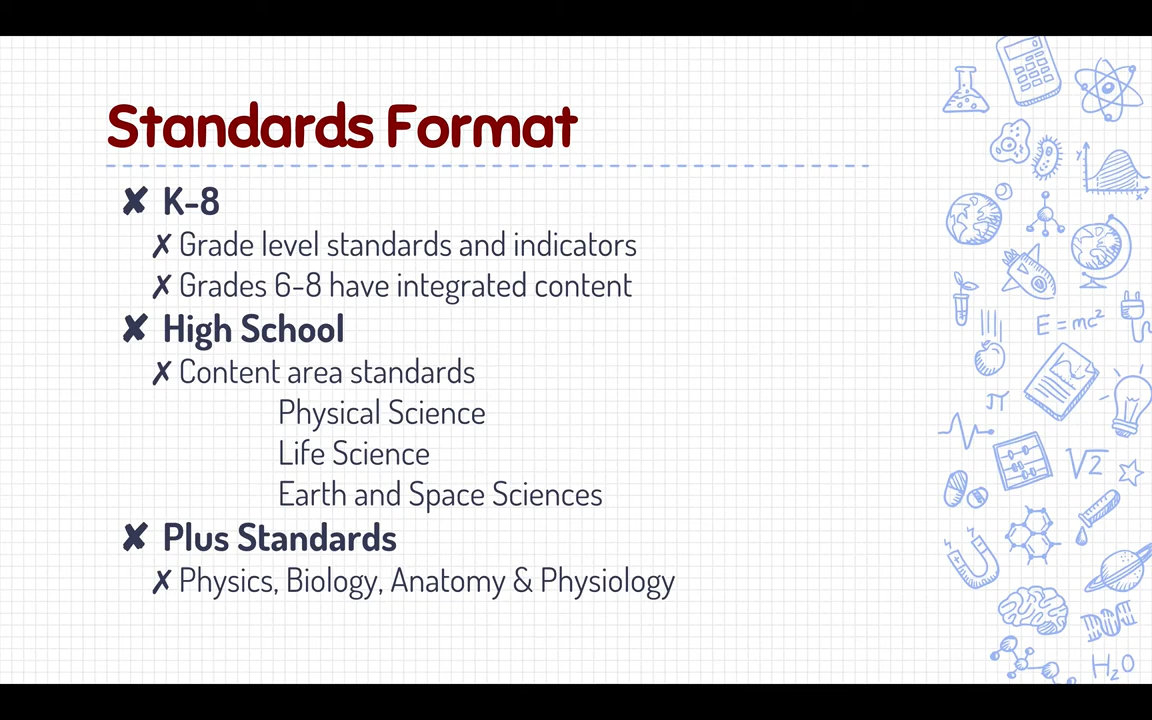 Standards Format
✘ K-8
✗ Grade level standards and indicators
✗ Grades 6-8 have integrated content
✘ High School
✗ Content area standards
Physical Science
Life Science
Earth and Space Sciences
✘ Plus Standards
✗ Physics, Biology, Anatomy & Physiology
y
x
E=mc²
π
√2
H₂O